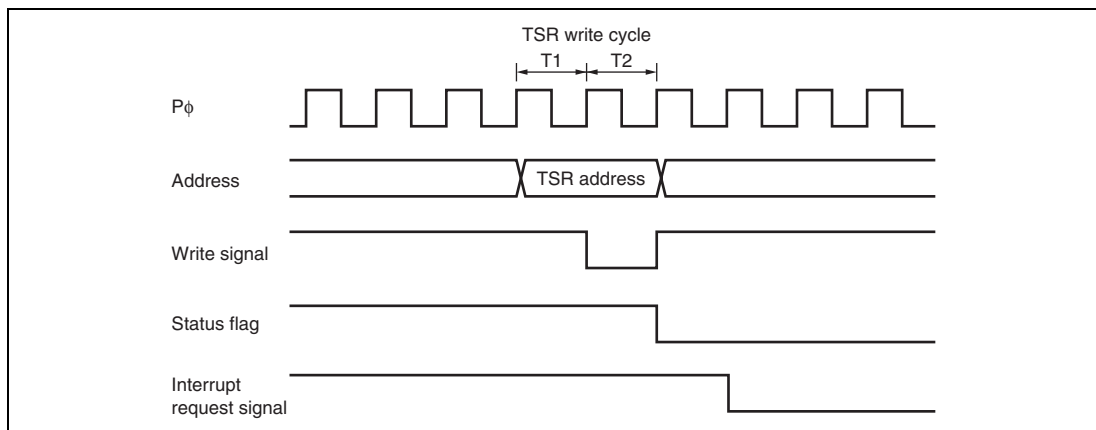 TSR write cycle
T1 T2
Pϕ
Address
TSR address
Write signal
Status flag
Interrupt
request signal